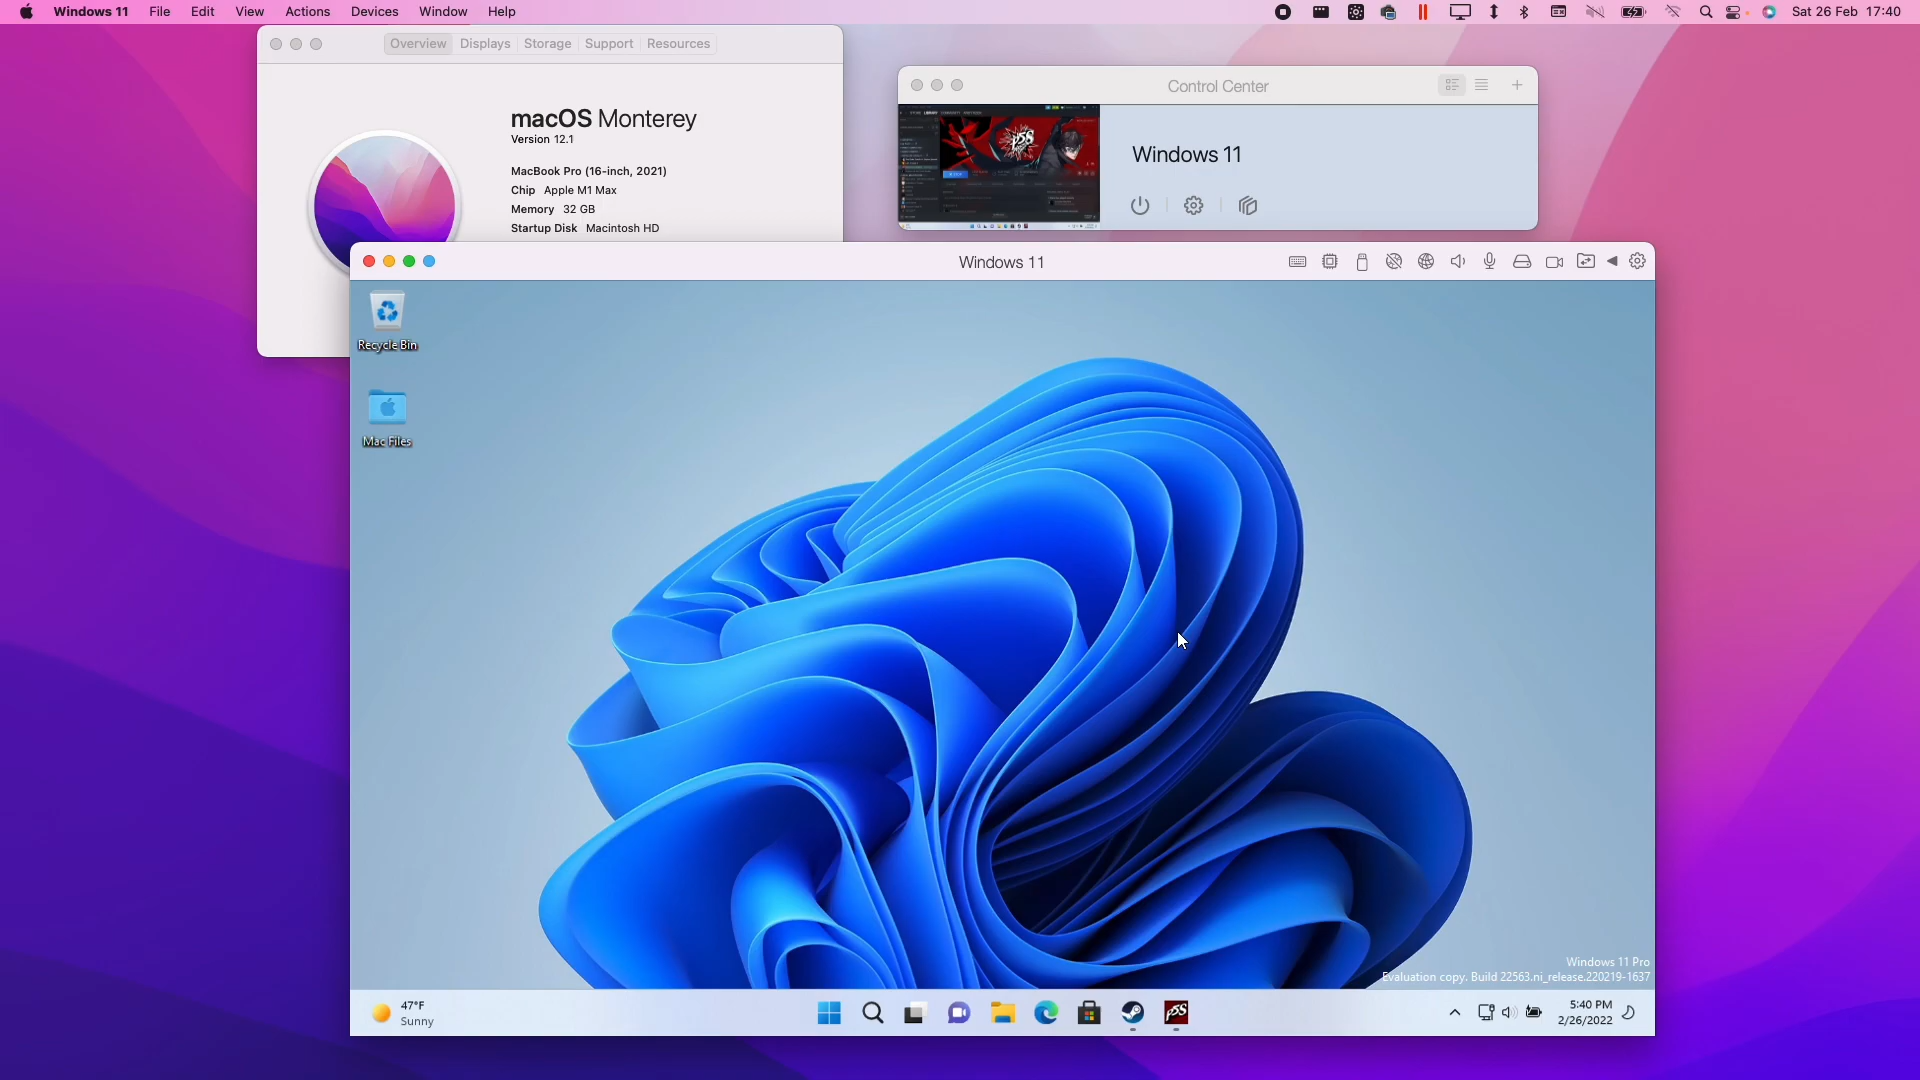 Windows 11 File Edit View Actions Devices Window Help
Sat 26 Feb 17:40
Overview Displays Storage Support Resources
macOS Monterey
Version 12.1
MacBook Pro (16-inch, 2021)
Chip Apple M1 Max
Memory 32 GB
Startup Disk Macintosh HD
Control Center
P5S
Windows 11
Windows 11
Recycle Bin
Mac Files
Windows 11 Pro
Evaluation copy. Build 22563.ni_release.220219-1637
47°F
Sunny
P5S
5:40 PM
2/26/2022